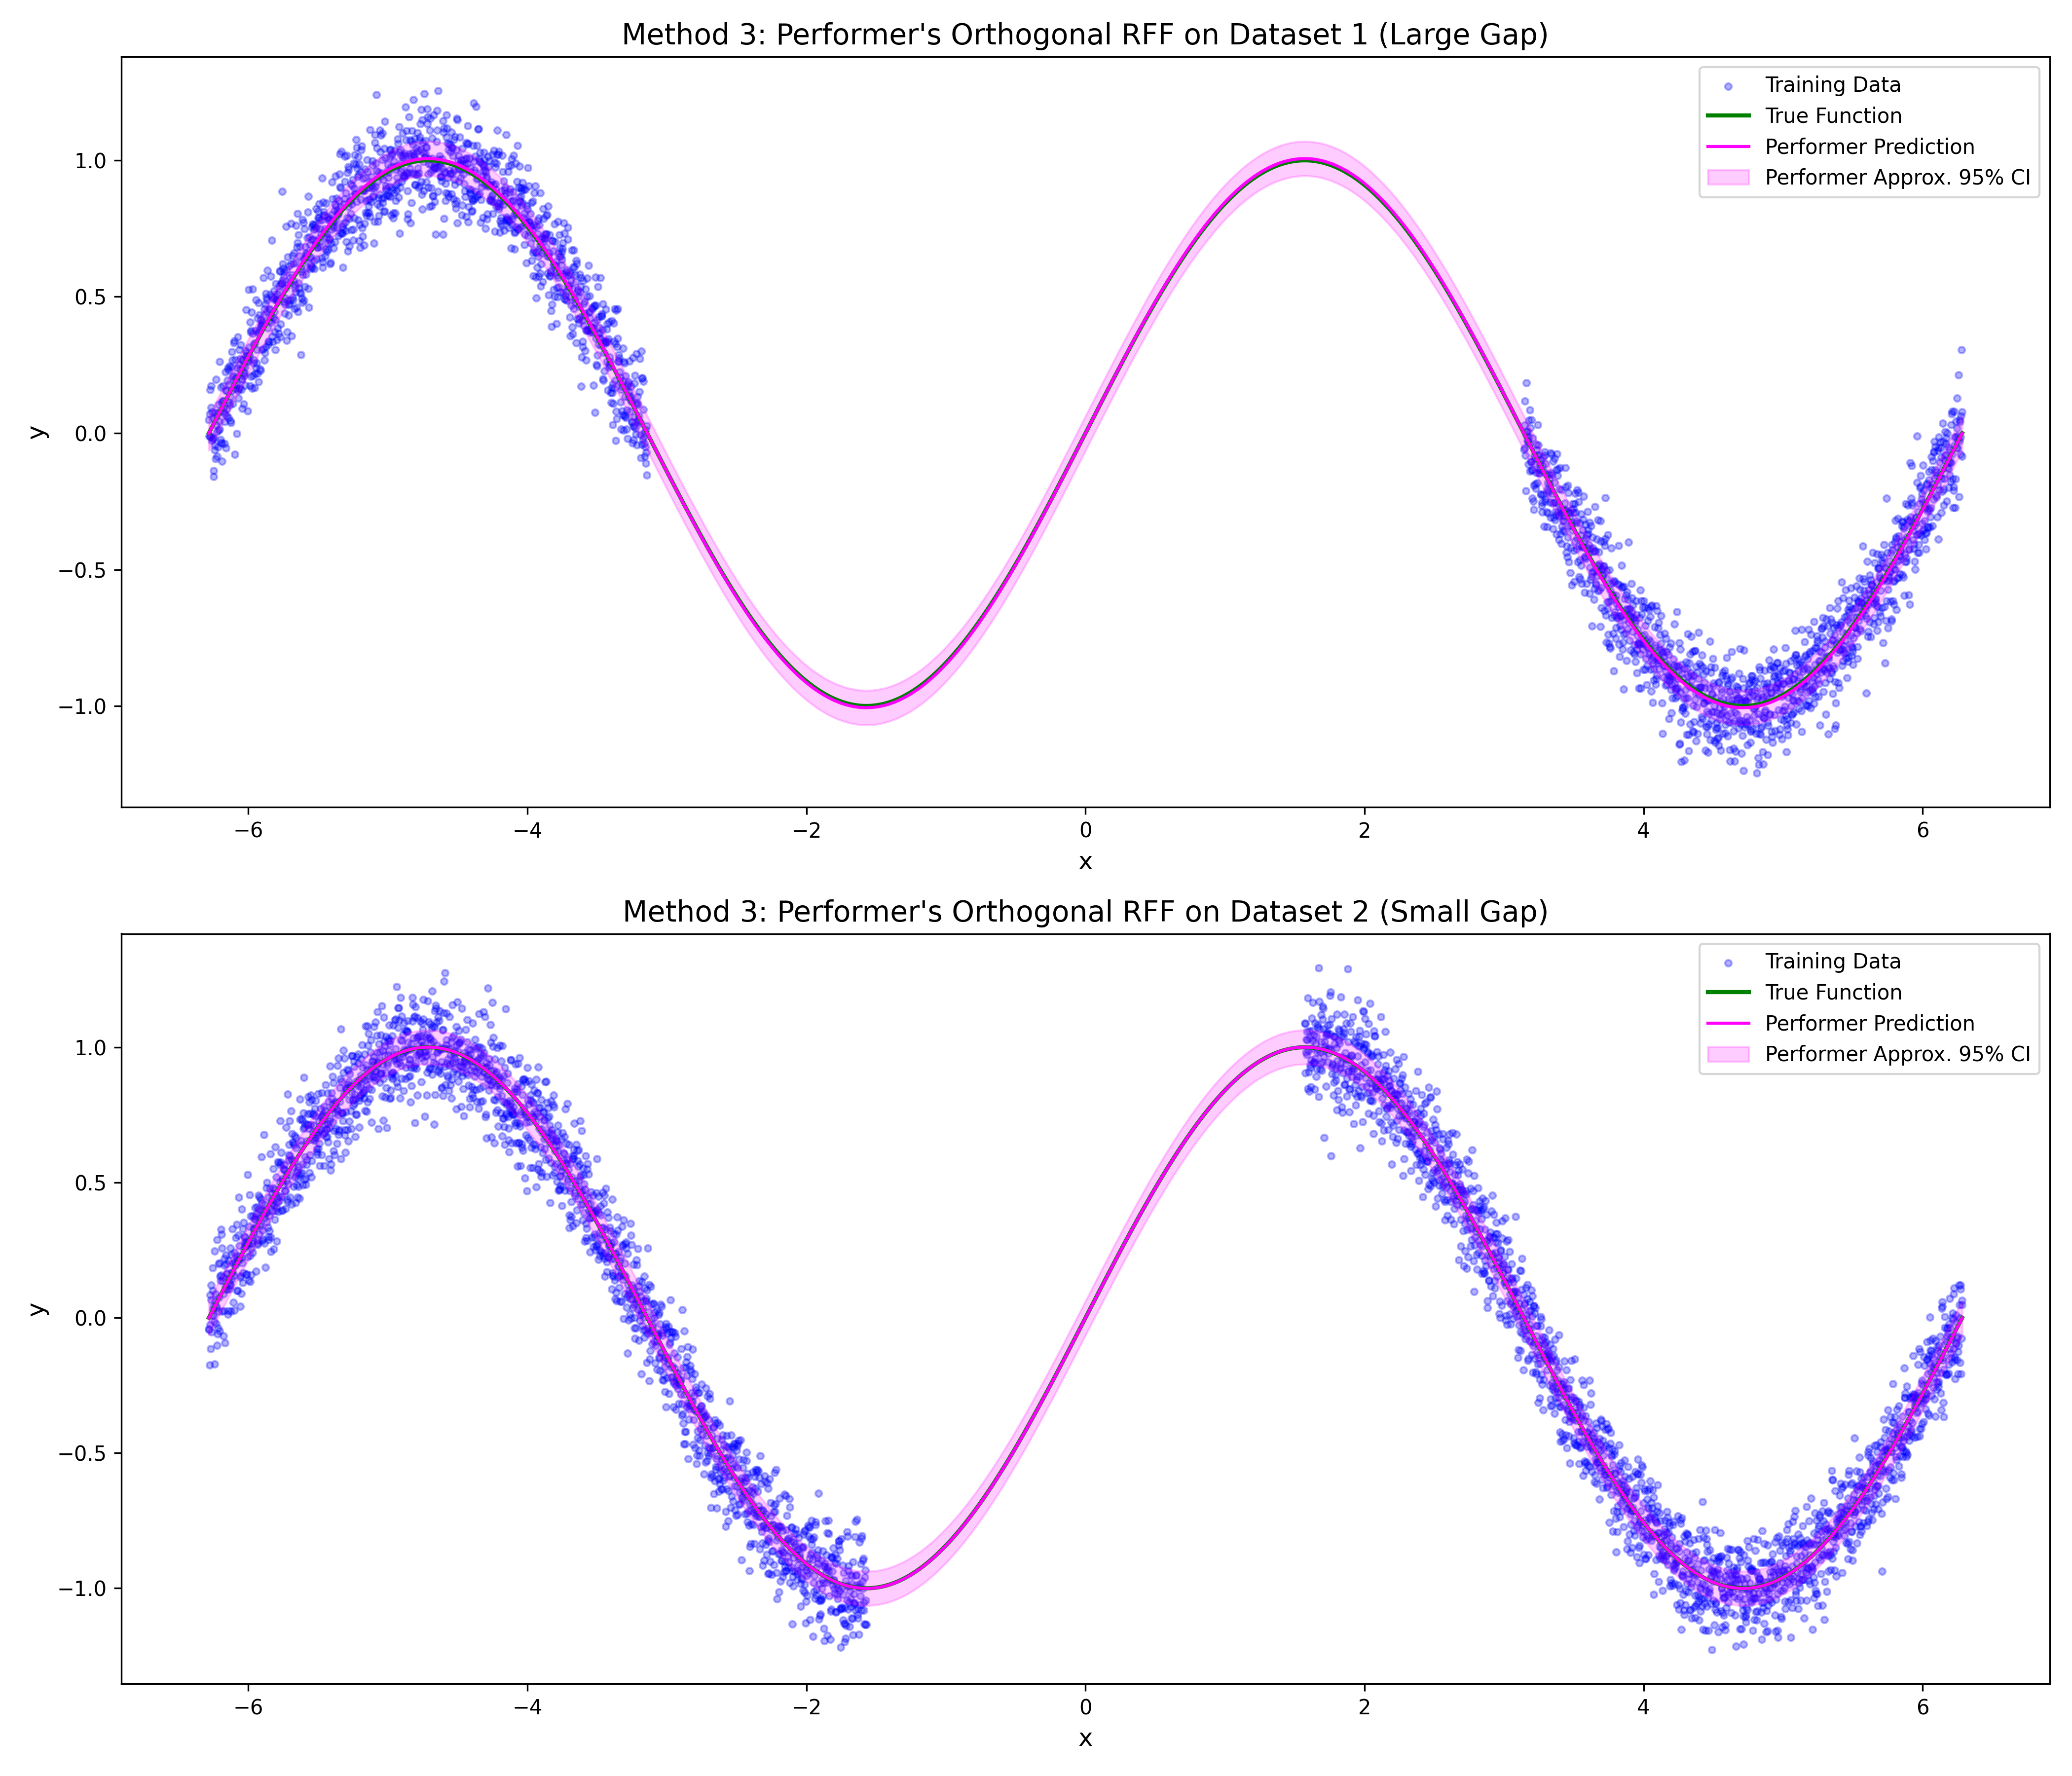 Method 3: Performer's Orthogonal RFF on Dataset 1 (Large Gap)
Training Data
True Function
Performer Prediction
Performer Approx. 95% CI
y
1.0
0.5
0.0
−0.5
−1.0
−6 −4 −2 0 2 4 6
x
Method 3: Performer's Orthogonal RFF on Dataset 2 (Small Gap)
Training Data
True Function
Performer Prediction
Performer Approx. 95% CI
y
1.0
0.5
0.0
−0.5
−1.0
−6 −4 −2 0 2 4 6
x